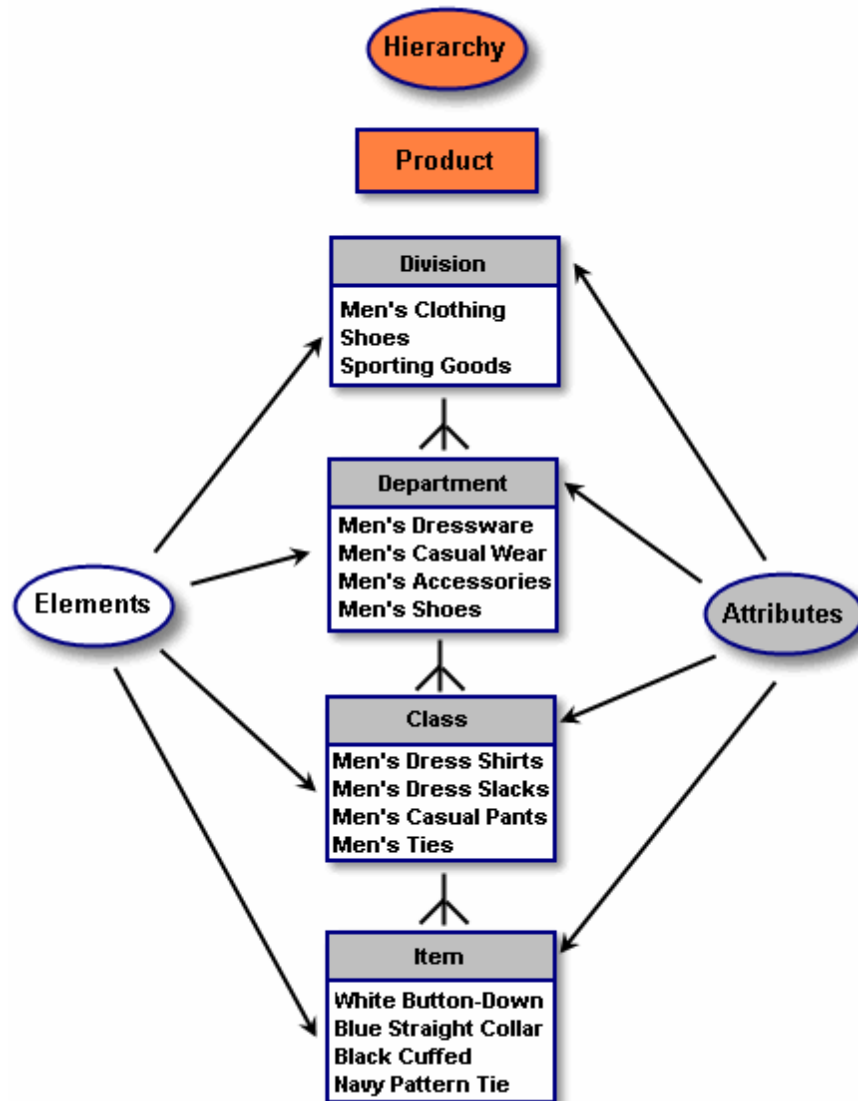 Hierarchy
Product
Division
Men's Clothing
Shoes
Sporting Goods
Department
Men's Dressware
Men's Casual Wear
Men's Accessories
Men's Shoes
Elements
Attributes
Class
Men's Dress Shirts
Men's Dress Slacks
Men's Casual Pants
Men's Ties
Item
White Button-Down
Blue Straight Collar
Black Cuffed
Navy Pattern Tie